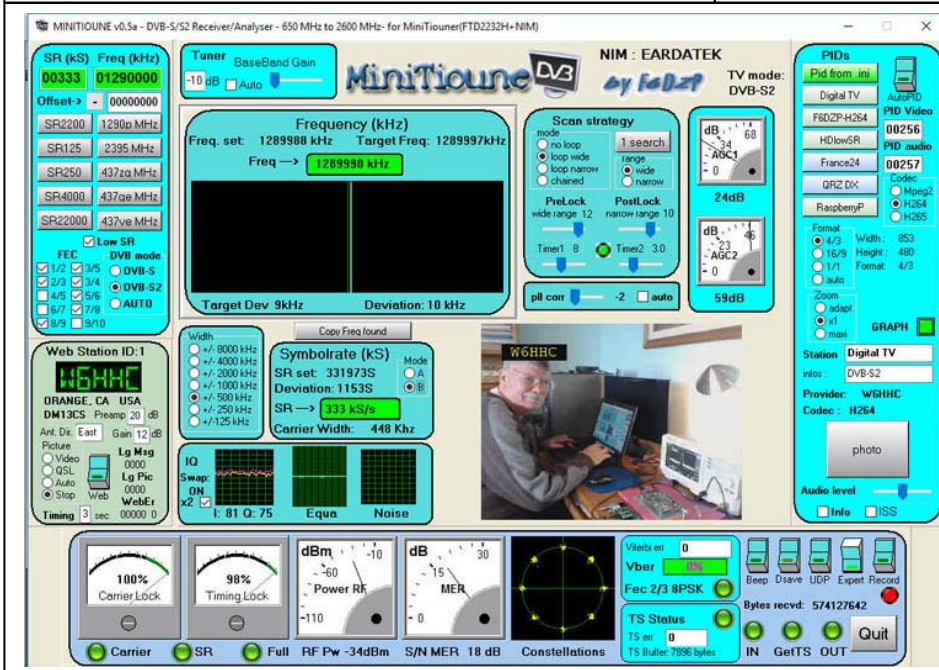 MINITIOUNE v0.5a - DVB-S/S2 Receiver/Analyser - 650 MHz to 2600 MHz- for MiniTiouner(FTD2232H+NIM)
SR (kS) Freq (kHz)
00333 01290000
Offset-> - 00000000
SR2200 1290p MHz
SR125 2395 MHz
SR250 437za MHz
SR4000 437qe MHz
SR22000 437ve MHz
Low SR
FEC DVB mode
1/2 3/5 DVB-S
2/3 3/4 DVB-S2
4/5 5/6 AUTO
6/7 7/8
8/9 9/10
Tuner BaseBand Gain
-10 dB Auto
MiniTioune DVB by F6DZP
NIM : EARDATEK
TV mode:
DVB-S2
Frequency (kHz)
Freq. set: 1289988 kHz Target Freq: 1289997kHz
Freq —> 1289998 kHz
Target Dev 9kHz Deviation: 10 kHz
Scan strategy
mode
no loop
loop wide
loop narrow
chained
1 search
range
wide
narrow
PreLock PostLock
wide range 12 narrow range 10
Timer1 8 Timer2 3.0
pll corr -2 auto
dB 68
34
AGC1
0
24dB
dB 46
23
AGC2
0
59dB
PIDs
Pid from .ini
Digital TV
F6DZP-H264
HDlowSR
France24
QRZ DX
RaspberryP
AutoPID
PID Video
00256
PID audio
00257
Codec
Mpeg2
H264
H265
Format
4/3
16/9
1/1
auto
Width : 853
Height : 480
Format: 4/3
Zoom
adapt
x1
maxi
GRAPH
Station Digital TV
infos : DVB-S2
Provider: W6HHC
Codec : H264
photo
Audio level
Info ISS
Web Station ID:1
W6HHC
ORANGE, CA USA
DM13CS Preamp 20 dB
Ant. Dir. East Gain 12 dB
Picture
Video
QSL
Auto
Stop
Web
Lg Msg
0000
Lg Pic
0000
WebEr
00000 0
Timing 3 sec
Width
+/- 8000 kHz
+/- 4000 kHz
+/- 2000 kHz
+/- 1000 kHz
+/- 500 kHz
+/- 250 kHz
+/-125 kHz
Copy Freq found
Symbolrate (kS)
SR set: 331973S
Deviation: 1153S
SR —> 333 kS/s
Carrier Width: 448 Khz
Mode
A
B
IQ
Swap:
ON
x2
I: 81 Q: 75 Equa Noise
W6HHC
100%
Carrier Lock
98%
Timing Lock
dBm -10
-60
Power RF
-110 0
dB 30
15
MER
0
Carrier SR Full RF Pw -34dBm S/N MER 18 dB Constellations
Viterbi err 0
Vber 0%
Fec 2/3 8PSK
TS Status
TS err 0
TS Buffer: 7896 bytes
Beep Dsave UDP Expert Record
Bytes recvd: 574127642
IN GetTS OUT
Quit